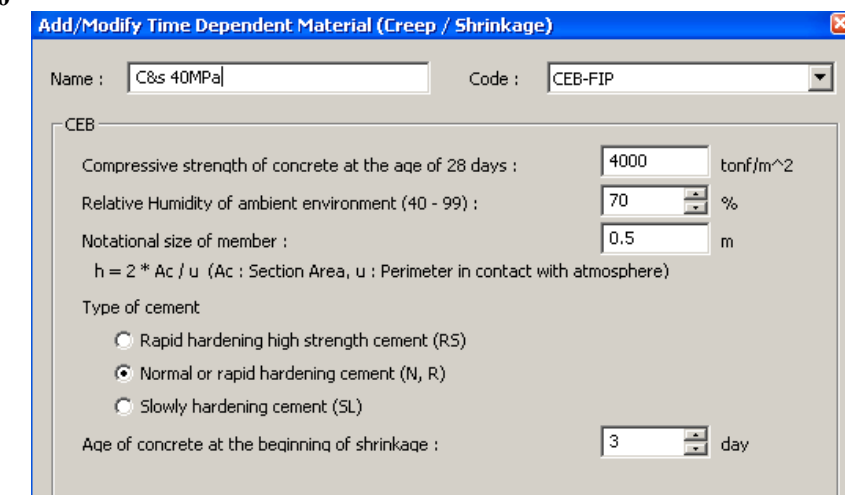 Add/Modify Time Dependent Material (Creep / Shrinkage)
Name : C&s 40MPa Code : CEB-FIP
CEB
Compressive strength of concrete at the age of 28 days : 4000 tonf/m^2
Relative Humidity of ambient environment (40 - 99) : 70 %
Notational size of member : 0.5 m
h = 2 * Ac / u (Ac : Section Area, u : Perimeter in contact with atmosphere)
Type of cement
Rapid hardening high strength cement (RS)
Normal or rapid hardening cement (N, R)
Slowly hardening cement (SL)
Age of concrete at the beginning of shrinkage : 3 day